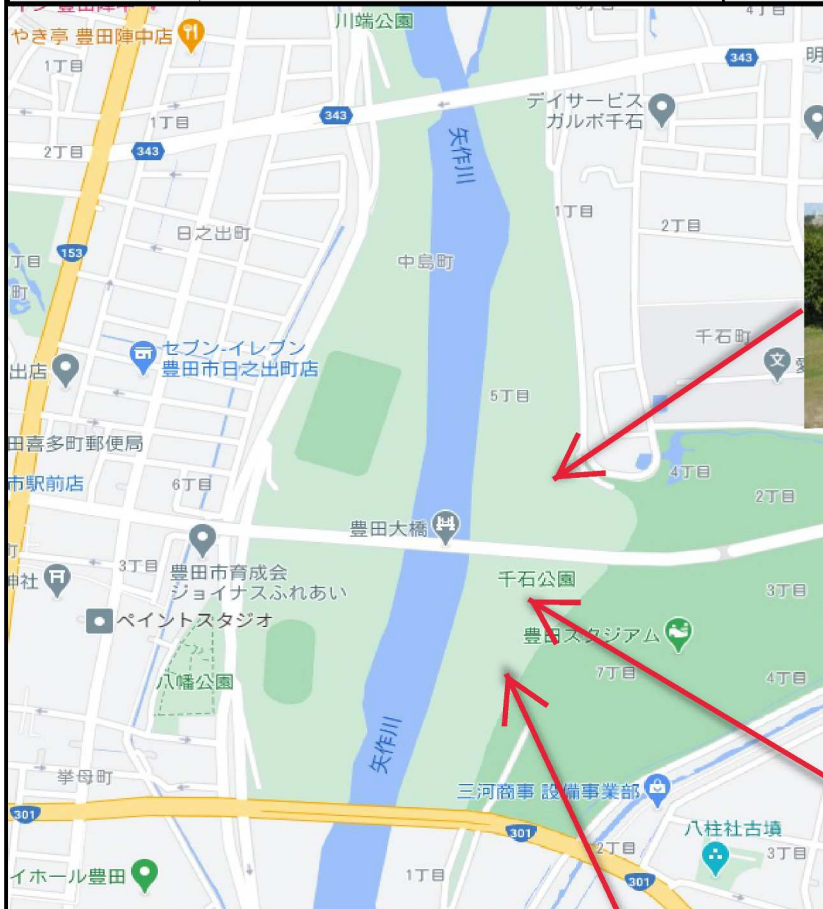 川端公園
やき亭 豊田陣中店
1丁目
4丁目
343
明
デイサービス
ガルボ千石
343
1丁目
2丁目
343
矢作川
1丁目
2丁目
日之出町
153
丁目
町
中島町
千石町
セブン-イレブン
豊田市日之出町店
出店
5丁目
田喜多町郵便局
市駅前店
6丁目
4丁目
2丁目
豊田大橋
町
3丁目
神社
豊田市育成会
ジョイナスふれあい
千石公園
3丁目
ペイントスタジオ
豊田スタジアム
八幡公園
7丁目
4丁目
矢作川
挙母町
三河商事 設備事業部
301
301
八柱社古墳
2丁目
3丁目
イホール豊田
1丁目
301